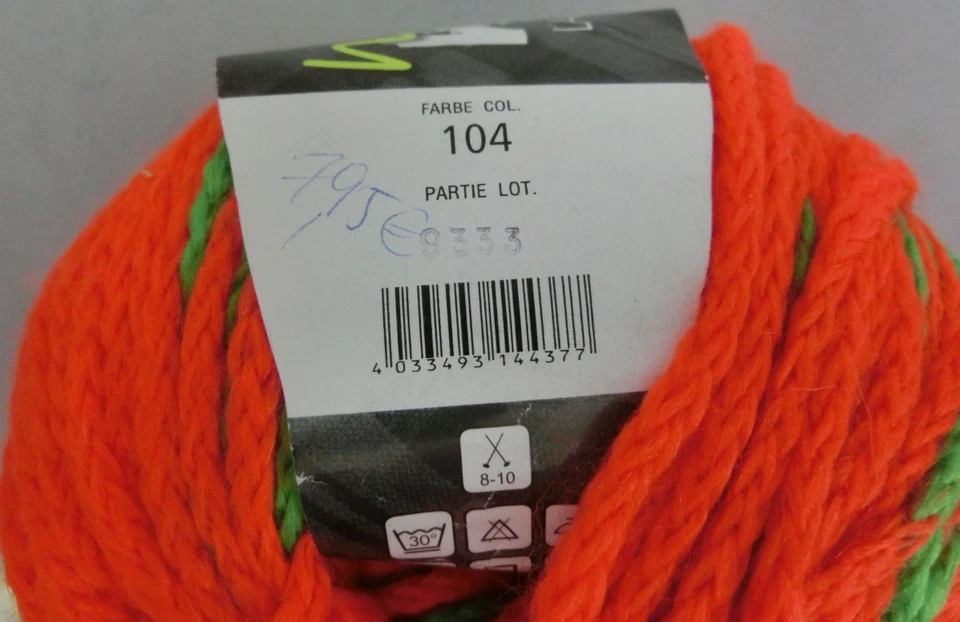 FARBE COL.
104
PARTIE LOT.
7,95 €
9333
4 033493 144377
8-10
30°